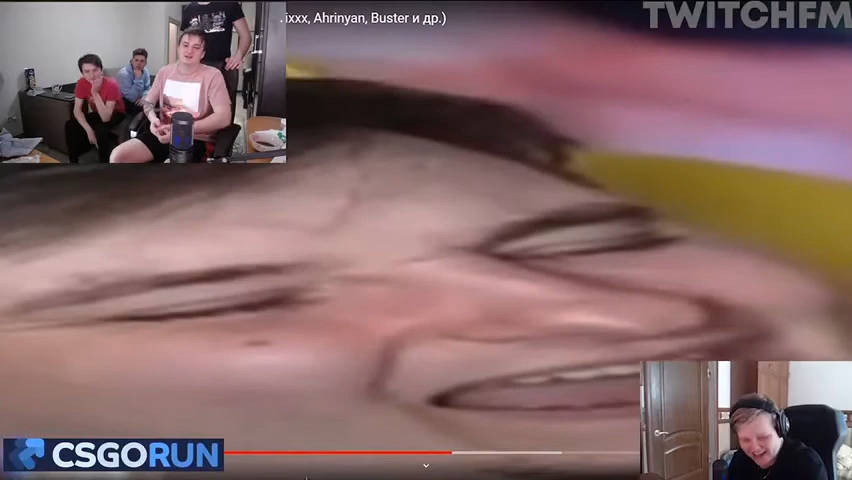 ixxx, Ahrinyan, Buster и др.)
TWITCHFM
CSGORUN